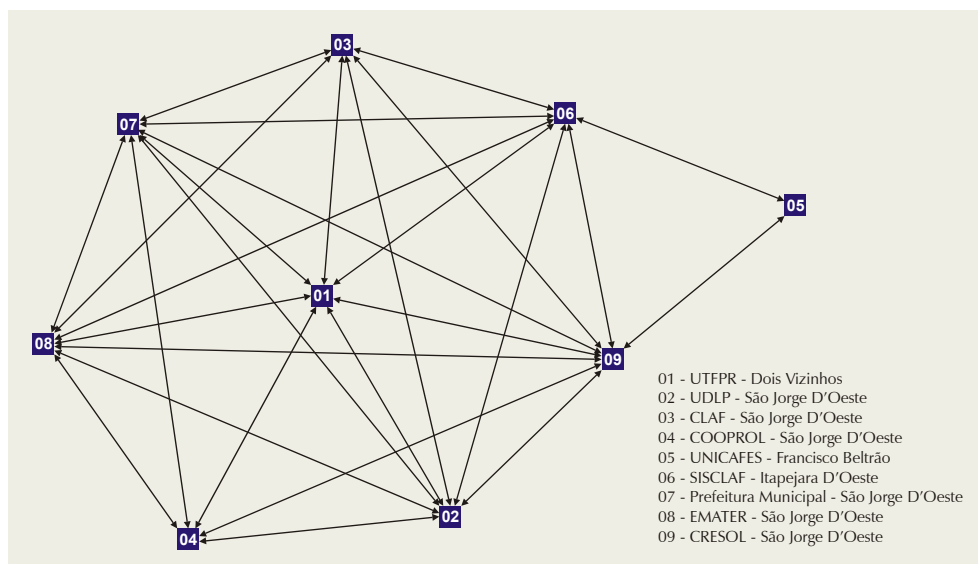 03
07
06
05
01
08
09
02
04
01 - UTFPR - Dois Vizinhos
02 - UDLP - São Jorge D’Oeste
03 - CLAF - São Jorge D’Oeste
04 - COOPROL - São Jorge D’Oeste
05 - UNICAFES - Francisco Beltrão
06 - SISCLAF - Itapejara D’Oeste
07 - Prefeitura Municipal - São Jorge D’Oeste
08 - EMATER - São Jorge D’Oeste
09 - CRESOL - São Jorge D’Oeste